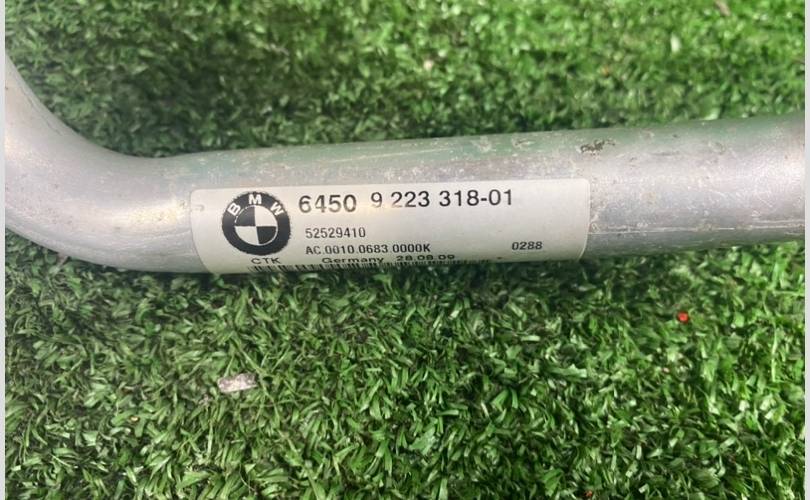 BMW
6450 9 223 318-01
52529410
AC.0010.0683.0000K 0288
CTK Germany 28.08.09